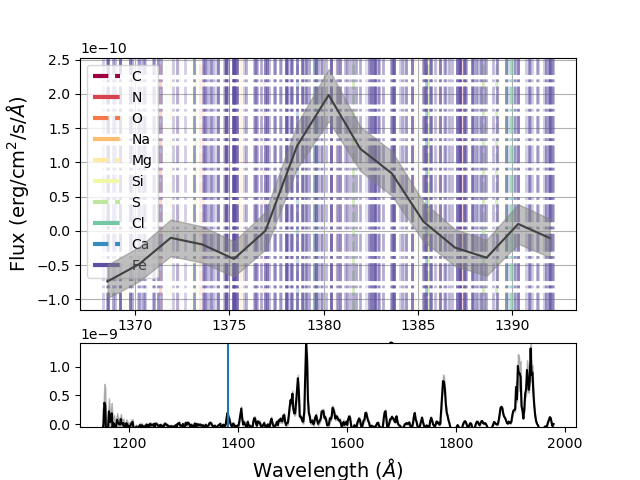 1e−10
2.5
2.0
1.5
1.0
0.5
0.0
−0.5
−1.0
Flux (erg/cm²/s/Å)
C
N
O
Na
Mg
Si
S
Cl
Ca
Fe
1370 1375 1380 1385 1390
1e−9
1.0
0.5
0.0
1200 1400 1600 1800 2000
Wavelength (Å)